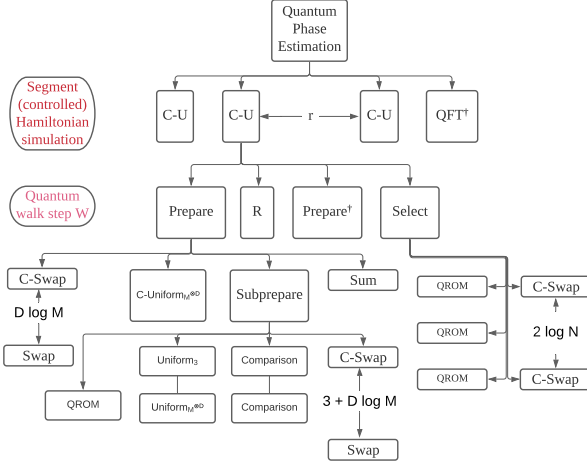 Quantum
Phase
Estimation
Segment
(controlled)
Hamiltonian
simulation
C-U
C-U
r
C-U
QFT†
Quantum
walk step W
Prepare
R
Prepare†
Select
C-Swap
D log M
Swap
C-Uniform_M⊗D
Subprepare
Sum
QROM
C-Swap
QROM
2 log N
QROM
C-Swap
QROM
Uniform₃
Comparison
C-Swap
Uniform_M⊗D
Comparison
3 + D log M
Swap